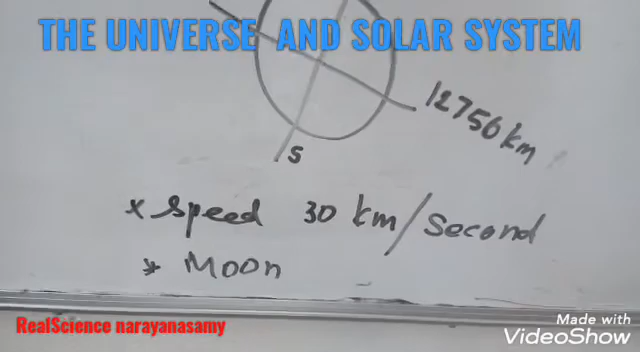 THE UNIVERSE AND SOLAR SYSTEM
12756 km
S
x speed 30 km/second
* Moon
RealScience narayanasamy
Made with
VideoShow